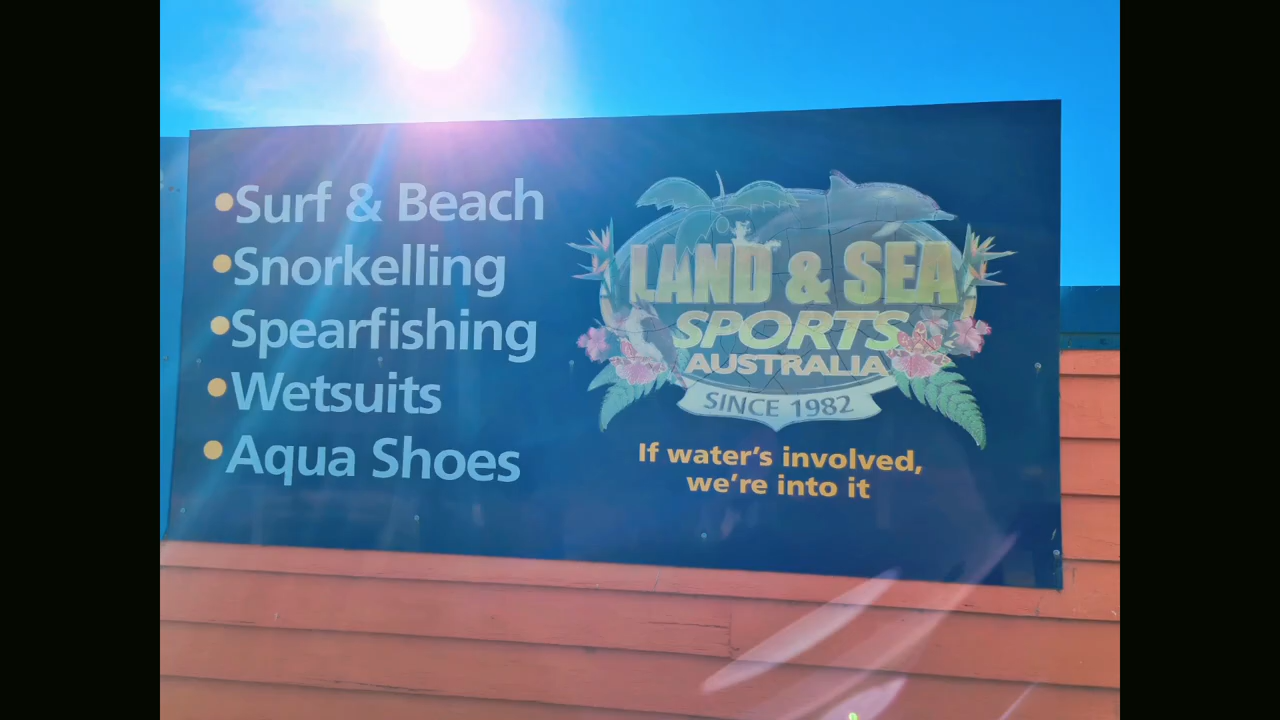 •Surf & Beach
•Snorkelling
•Spearfishing
•Wetsuits
•Aqua Shoes
LAND & SEA
SPORTS
AUSTRALIA
SINCE 1982
If water's involved,
we're into it